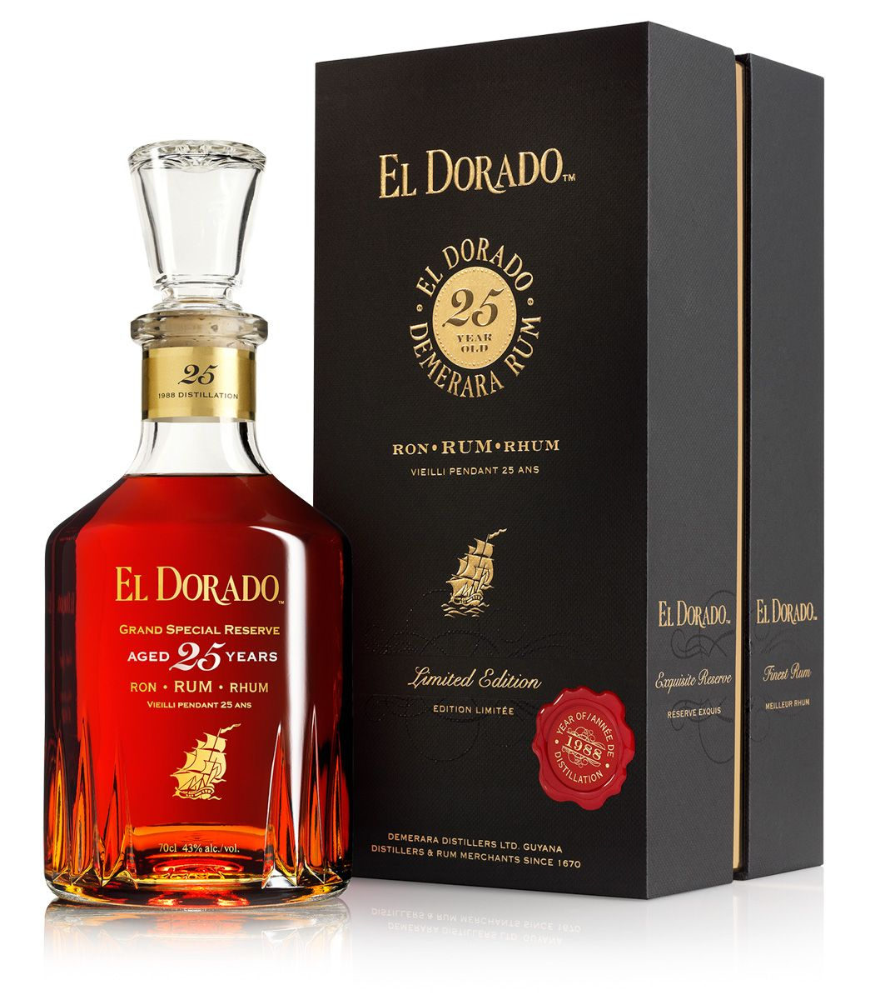 25
1988 DISTILLATION
EL DORADO™
GRAND SPECIAL RESERVE
AGED 25 YEARS
RON • RUM • RHUM
VIEILLI PENDANT 25 ANS
70cl 43% alc./vol.
EL DORADO™
EL DORADO
25
YEAR
OLD
DEMERARA RUM
RON • RUM • RHUM
VIEILLI PENDANT 25 ANS
Limited Edition
EDITION LIMITÉE
YEAR OF/ANNÉE DE
1988
DISTILLATION
DEMERARA DISTILLERS LTD. GUYANA
DISTILLERS & RUM MERCHANTS SINCE 1670
EL DORADO™
Exquisite Reserve
RÉSERVE EXQUIS
EL DORADO™
Finest Rum
MEILLEUR RHUM